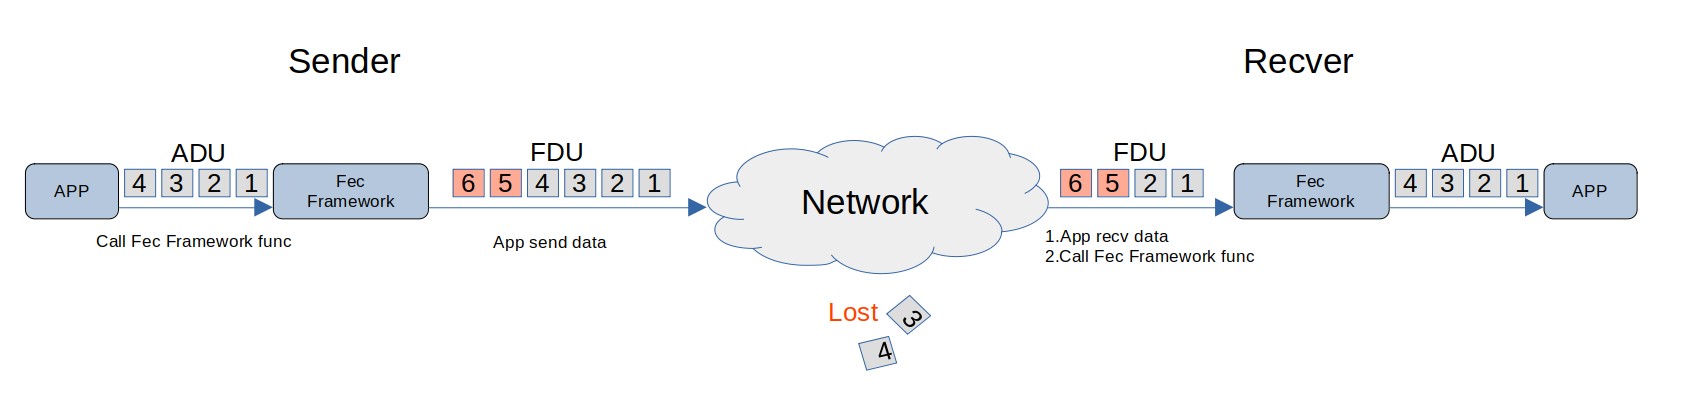 Sender
Recver
ADU
FDU
FDU
ADU
APP
4 3 2 1
Fec
Framework
6 5 4 3 2 1
Network
6 5 2 1
Fec
Framework
4 3 2 1
APP
Call Fec Framework func
App send data
1.App recv data
2.Call Fec Framework func
Lost
3
4